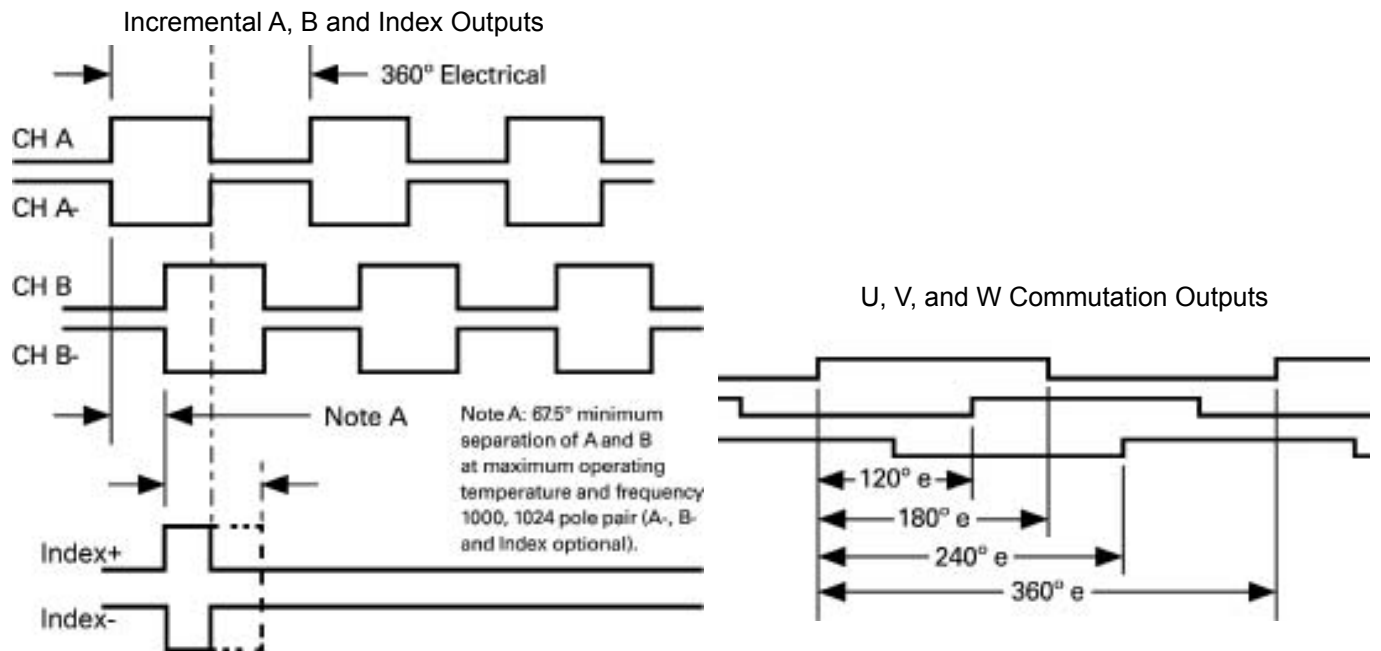 Incremental A, B and Index Outputs
360° Electrical
CH A
CH A-
CH B
CH B-
Note A
Note A: 67.5° minimum
separation of A and B
at maximum operating
temperature and frequency
1000, 1024 pole pair (A-, B-
and Index optional).
Index+
Index-
U, V, and W Commutation Outputs
120° e
180° e
240° e
360° e